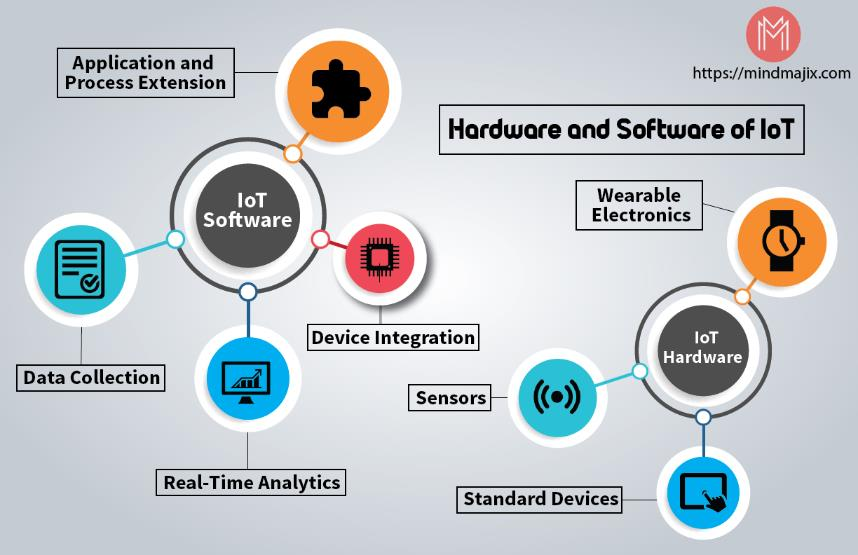 https://mindmajix.com
Hardware and Software of IoT
Application and
Process Extension
IoT
Software
Data Collection
Device Integration
Real-Time Analytics
Wearable
Electronics
IoT
Hardware
Sensors
Standard Devices